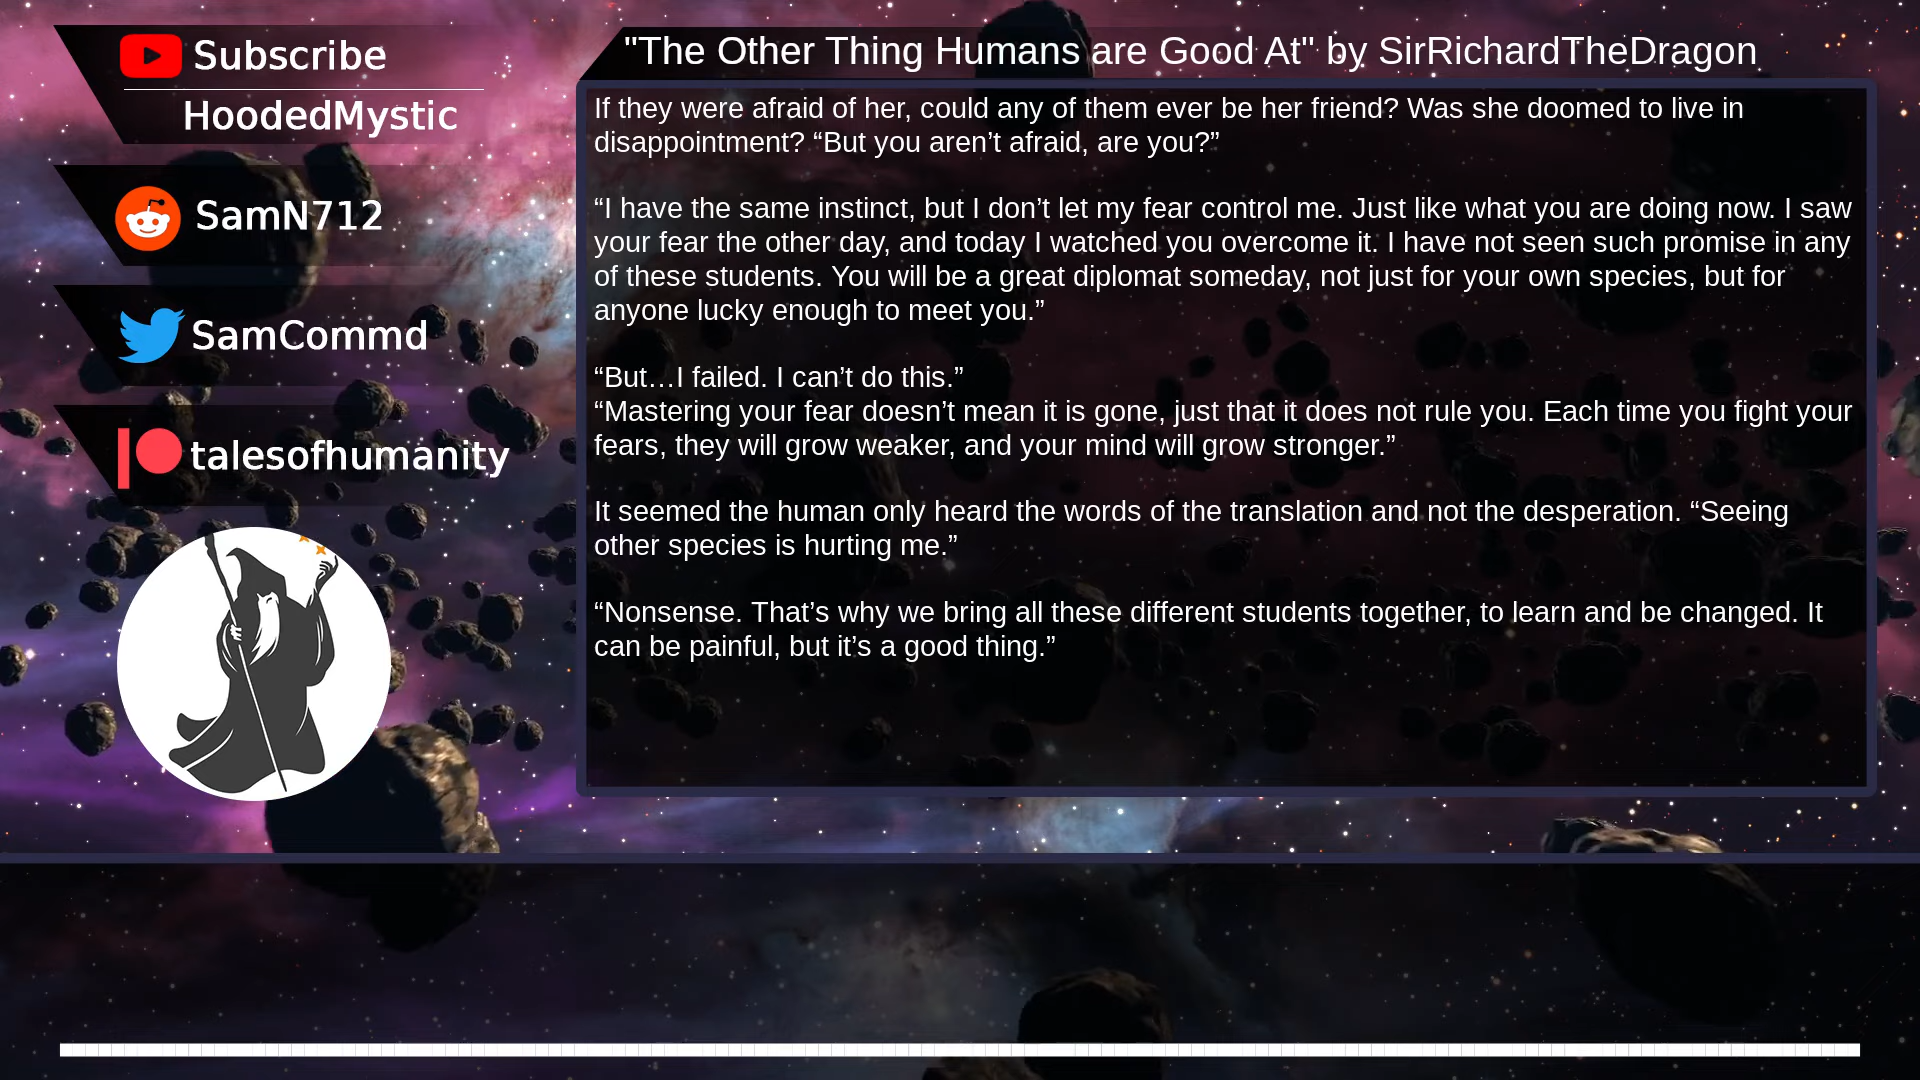 Subscribe
HoodedMystic
SamN712
SamCommd
talesofhumanity
"The Other Thing Humans are Good At" by SirRichardTheDragon
If they were afraid of her, could any of them ever be her friend? Was she doomed to live in
disappointment? “But you aren’t afraid, are you?”
“I have the same instinct, but I don’t let my fear control me. Just like what you are doing now. I saw
your fear the other day, and today I watched you overcome it. I have not seen such promise in any
of these students. You will be a great diplomat someday, not just for your own species, but for
anyone lucky enough to meet you.”
“But…I failed. I can’t do this.”
“Mastering your fear doesn’t mean it is gone, just that it does not rule you. Each time you fight your
fears, they will grow weaker, and your mind will grow stronger.”
It seemed the human only heard the words of the translation and not the desperation. “Seeing
other species is hurting me.”
“Nonsense. That’s why we bring all these different students together, to learn and be changed. It
can be painful, but it’s a good thing.”